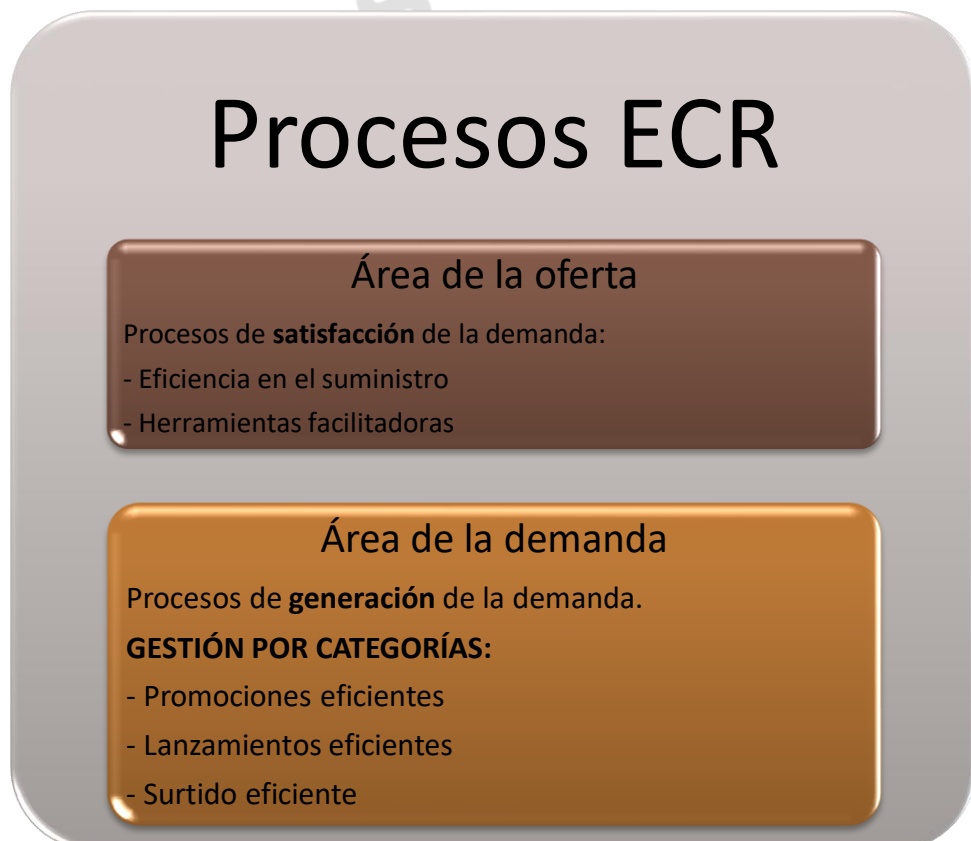 Procesos ECR
Área de la oferta
Procesos de satisfacción de la demanda:
- Eficiencia en el suministro
- Herramientas facilitadoras
Área de la demanda
Procesos de generación de la demanda.
GESTIÓN POR CATEGORÍAS:
- Promociones eficientes
- Lanzamientos eficientes
- Surtido eficiente